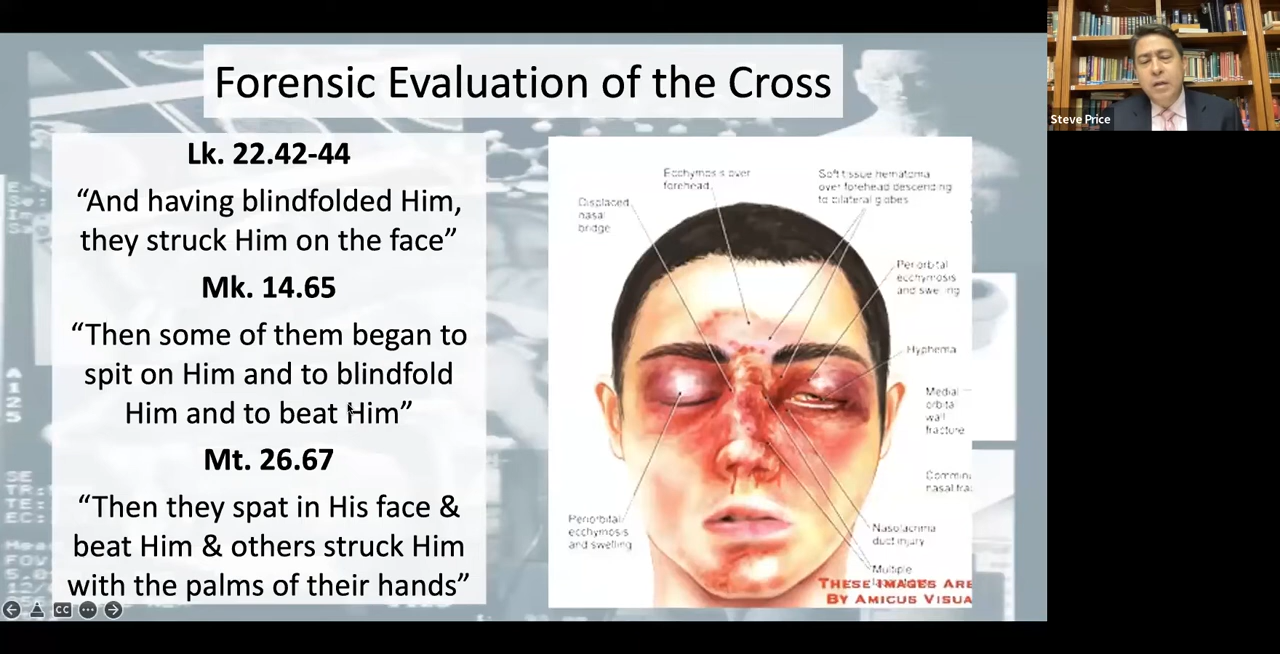 Forensic Evaluation of the Cross
Lk. 22.42-44
“And having blindfolded Him,
they struck Him on the face”
Mk. 14.65
“Then some of them began to
spit on Him and to blindfold
Him and to beat Him”
Mt. 26.67
“Then they spat in His face &
beat Him & others struck Him
with the palms of their hands”
Ecchymosis over
forehead
Soft tissue hematoma
over forehead descending
to bilateral globes
Displaced
nasal
bridge
Periorbital
ecchymosis
and swelling
Hyphema
Medial
orbital
wall
fracture
nasal
Periorbital
ecchymosis
and swelling
duct injury
Multiple
THESE IMAGES ARE
BY AMICUS
Steve Price
A
1
2
5
CC